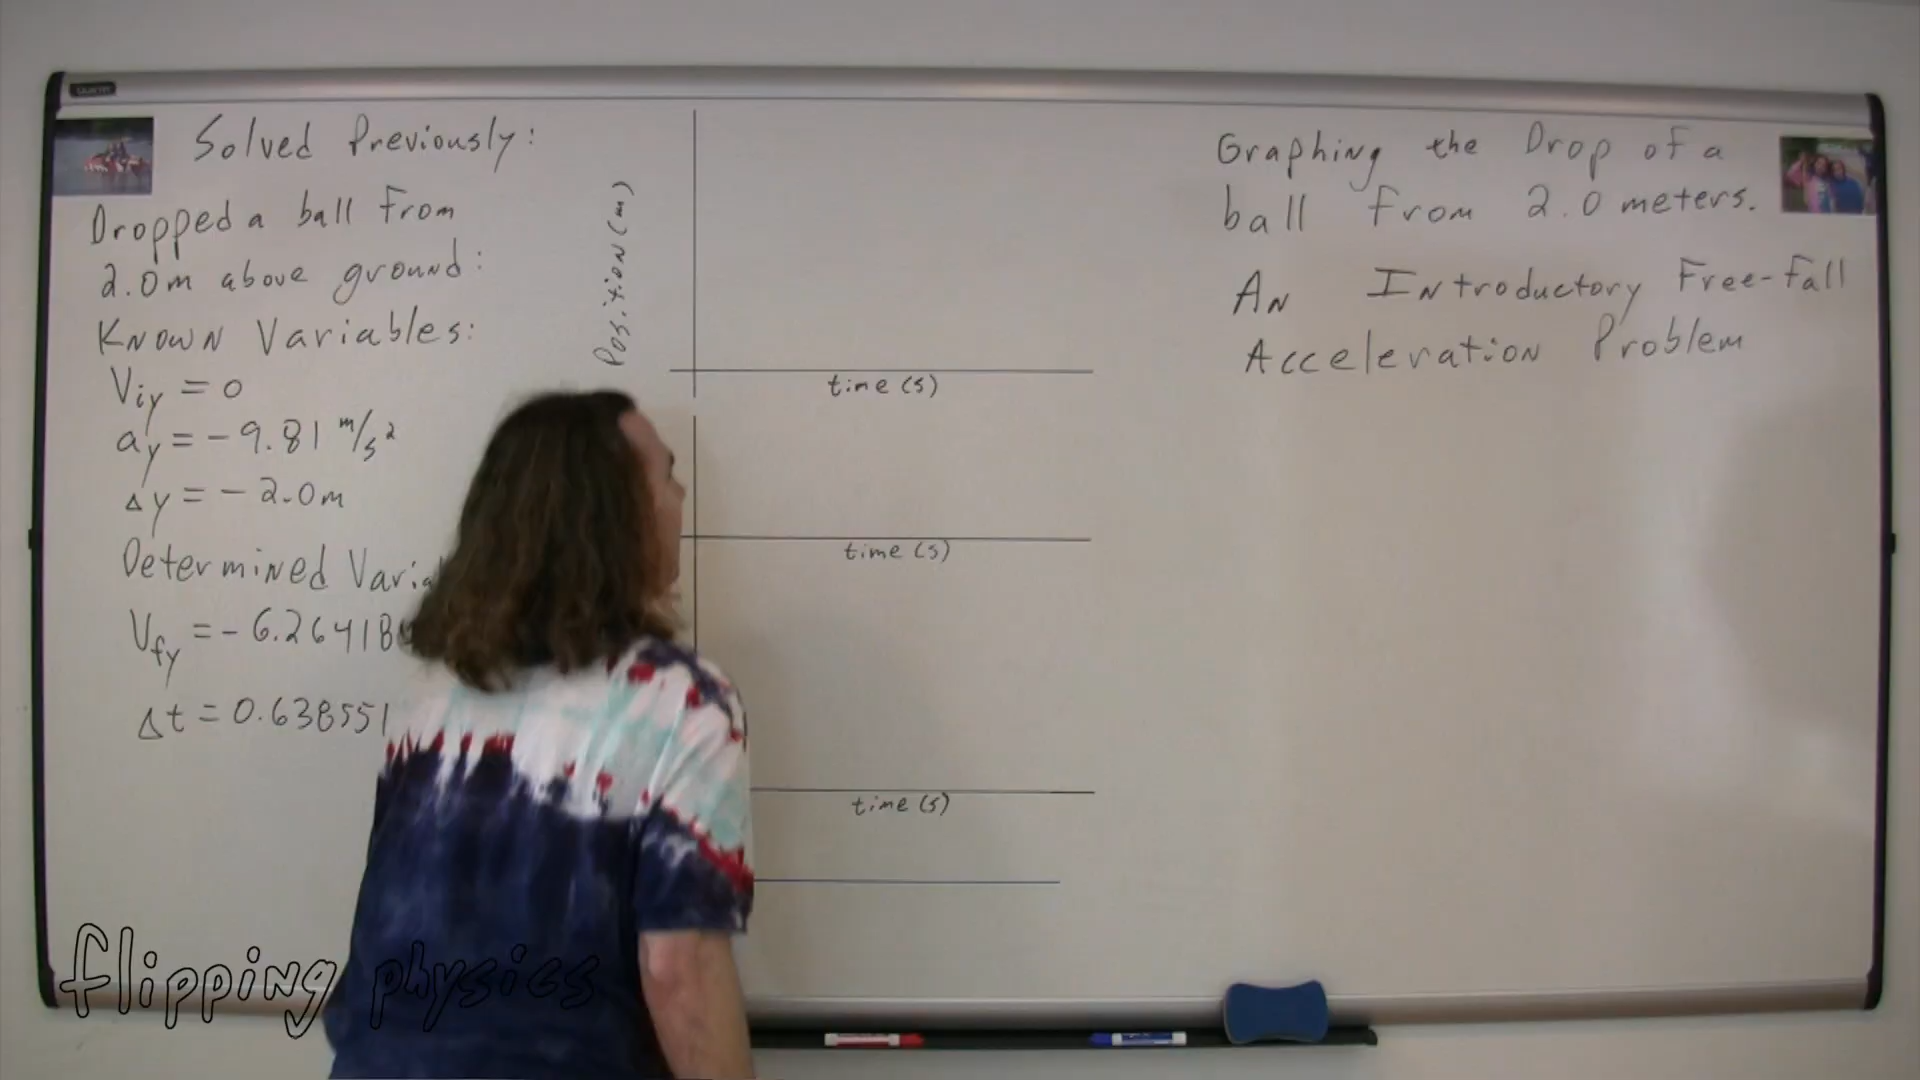 Solved Previously:
Dropped a ball from
2.0m above ground:
Known Variables:
Viy = 0
ay = - 9.81 m/s²
Δy = - 2.0m
Determined
Vfy = - 6.26418
Δt = 0.638551
Position (m)
time (s)
time (s)
time (s)
Graphing the Drop of a
ball from 2.0 meters.
An Introductory Free-Fall
Acceleration Problem
flipping physics